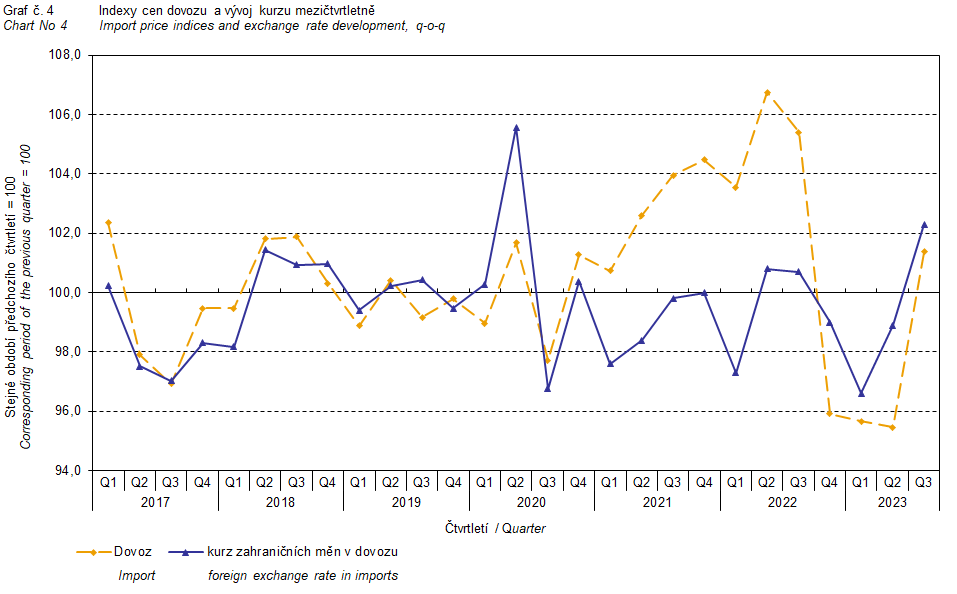 Graf č. 4 Indexy cen dovozu a vývoj kurzu mezičtvrtletně
Chart No 4 Import price indices and exchange rate development, q-o-q
Stejné období předchozího čtvrtletí = 100
Corresponding period of the previous quarter = 100
108,0
106,0
104,0
102,0
100,0
98,0
96,0
94,0
Q1 Q2 Q3 Q4 Q1 Q2 Q3 Q4 Q1 Q2 Q3 Q4 Q1 Q2 Q3 Q4 Q1 Q2 Q3 Q4 Q1 Q2 Q3 Q4 Q1 Q2 Q3
2017 2018 2019 2020 2021 2022 2023
Čtvrtletí / Quarter
Dovoz kurz zahraničních měn v dovozu
Import foreign exchange rate in imports